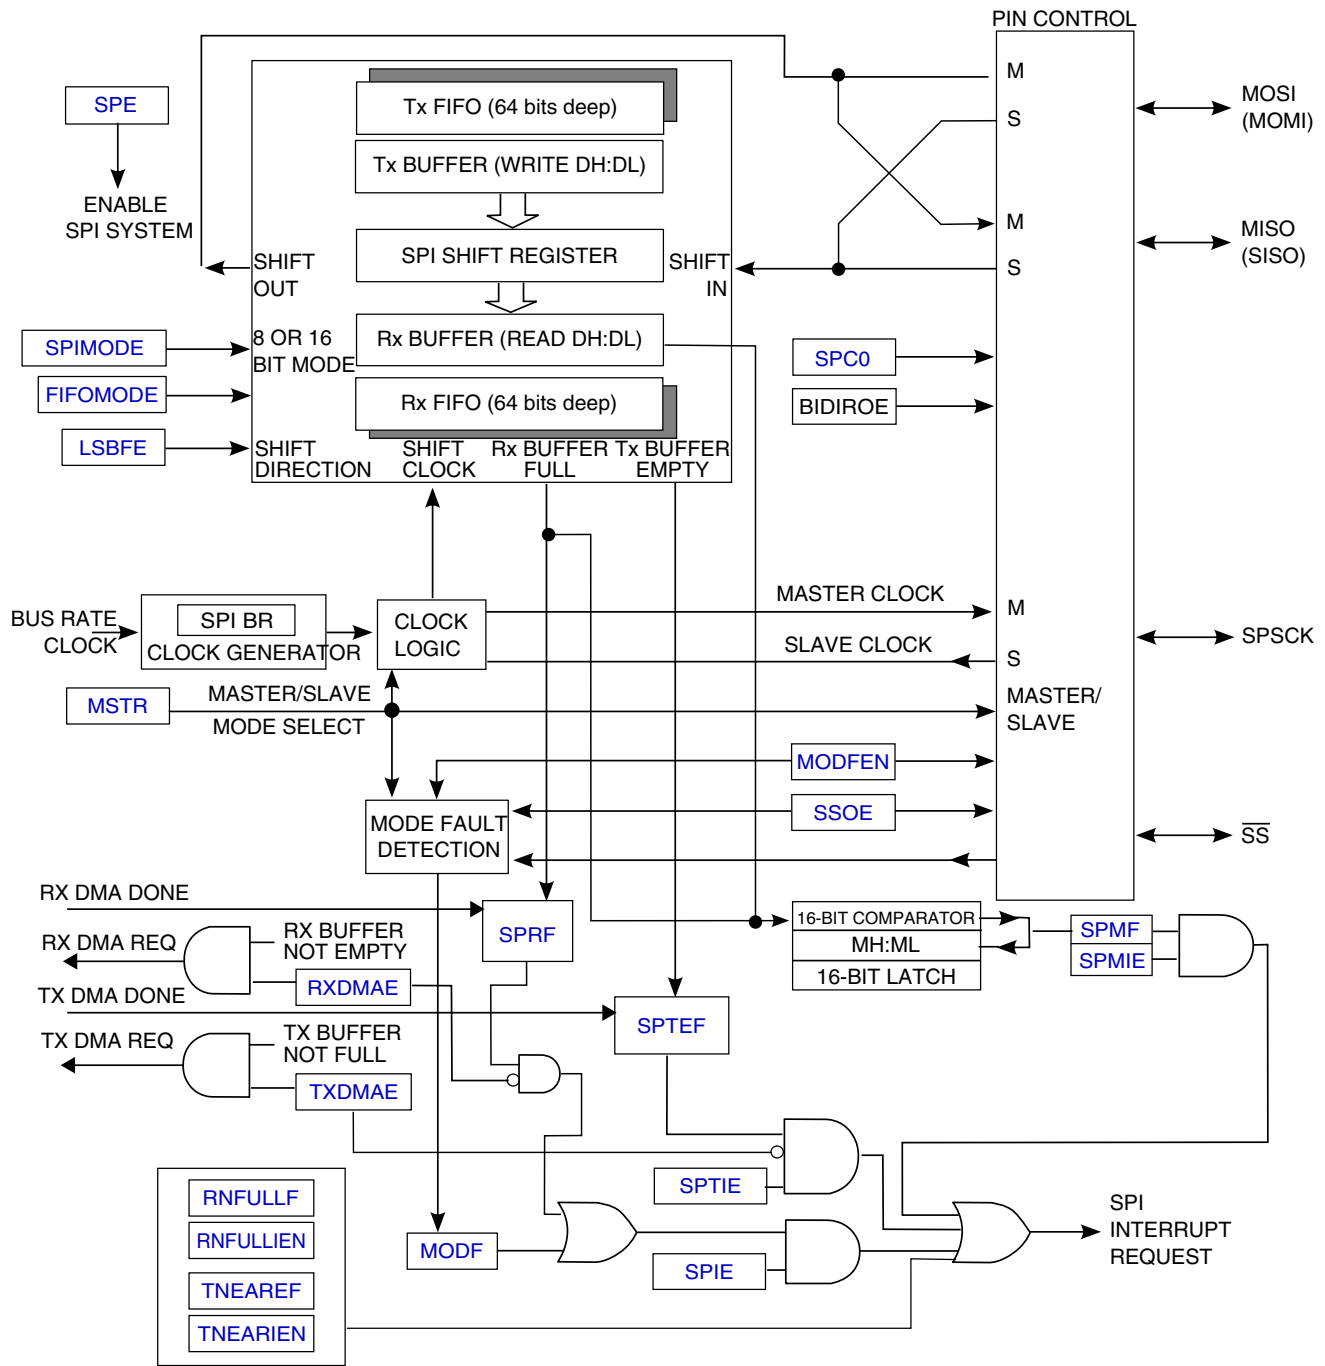 PIN CONTROL
M
S
M
S
MOSI
(MOMI)
MISO
(SISO)
SPE
ENABLE
SPI SYSTEM
Tx FIFO (64 bits deep)
Tx BUFFER (WRITE DH:DL)
SPI SHIFT REGISTER
SHIFT
OUT
SHIFT
IN
8 OR 16
BIT MODE
Rx BUFFER (READ DH:DL)
Rx FIFO (64 bits deep)
SPIMODE
FIFOMODE
LSBFE
SHIFT
DIRECTION
SHIFT
CLOCK
Rx BUFFER
FULL
Tx BUFFER
EMPTY
SPC0
BIDIROE
BUS RATE
CLOCK
SPI BR
CLOCK GENERATOR
CLOCK
LOGIC
MASTER CLOCK
M
SLAVE CLOCK
S
SPSCK
MSTR
MASTER/SLAVE
MODE SELECT
MASTER/
SLAVE
MODFEN
SSOE
SS
MODE FAULT
DETECTION
RX DMA DONE
RX DMA REQ
RX BUFFER
NOT EMPTY
RXDMAE
SPRF
TX DMA DONE
TX DMA REQ
TX BUFFER
NOT FULL
TXDMAE
SPTEF
16-BIT COMPARATOR
MH:ML
16-BIT LATCH
SPMF
SPMIE
SPTIE
RNFULLF
RNFULLIEN
TNEAREF
TNEARIEN
MODF
SPIE
SPI
INTERRUPT
REQUEST